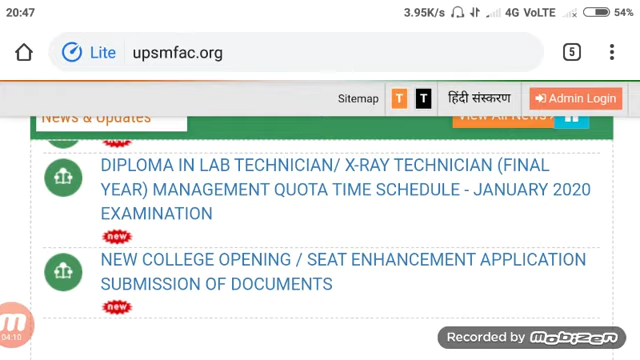 20:47 3.95K/s 4G VoLTE 54%
Lite upsmfac.org 5
Sitemap T T हिंदी संस्करण Admin Login
News & Updates View All News
new
DIPLOMA IN LAB TECHNICIAN/ X-RAY TECHNICIAN (FINAL
YEAR) MANAGEMENT QUOTA TIME SCHEDULE - JANUARY 2020
EXAMINATION
new
NEW COLLEGE OPENING / SEAT ENHANCEMENT APPLICATION
SUBMISSION OF DOCUMENTS
new
04:10
Recorded by Mobizen